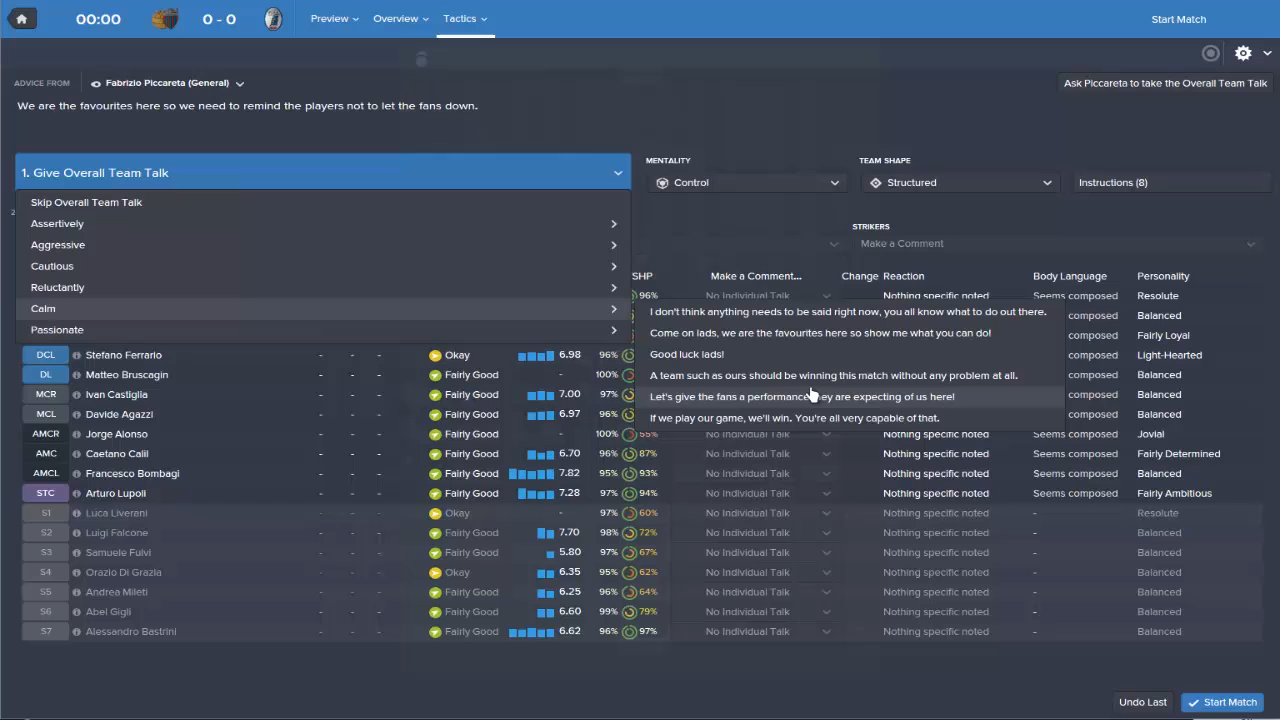 00:00 0 - 0 Preview Overview Tactics Start Match
ADVICE FROM Fabrizio Piccareta (General) Ask Piccareta to take the Overall Team Talk
We are the favourites here so we need to remind the players not to let the fans down.
MENTALITY TEAM SHAPE
1. Give Overall Team Talk Control Structured Instructions (8)
Skip Overall Team Talk
Assertively STRIKERS
Aggressive Make a Comment
Cautious SHP Make a Comment... Change Reaction Body Language Personality
Reluctantly 96% No Individual Talk Nothing specific noted Seems composed Resolute
Calm I don't think anything needs to be said right now, you all know what to do out there. composed Balanced
Passionate Come on lads, we are the favourites here so show me what you can do! composed Fairly Loyal
DCL Stefano Ferrario - - - Okay 6.98 96% Good luck lads! composed Light-Hearted
DL Matteo Bruscagin - - - Fairly Good - 100% A team such as ours should be winning this match without any problem at all. composed Balanced
MCR Ivan Castiglia - - - Fairly Good 7.00 97% Let's give the fans a performance they are expecting of us here! composed Balanced
MCL Davide Agazzi - - - Fairly Good 6.97 96% If we play our game, we'll win. You're all very capable of that. composed Balanced
AMCR Jorge Alonso - - - Fairly Good - 100% 55% No Individual Talk Nothing specific noted Seems composed Jovial
AMC Caetano Calil - - - Fairly Good 6.70 96% 87% No Individual Talk Nothing specific noted Seems composed Fairly Determined
AMCL Francesco Bombagi - - - Fairly Good 7.82 95% 93% No Individual Talk Nothing specific noted Seems composed Balanced
STC Arturo Lupoli - - - Fairly Good 7.28 97% 94% No Individual Talk Nothing specific noted Seems composed Fairly Ambitious
S1 Luca Liverani - - - Okay - 97% 60% No Individual Talk Nothing specific noted - Resolute
S2 Luigi Falcone - - - Fairly Good 7.70 98% 72% No Individual Talk Nothing specific noted - Balanced
S3 Samuele Fulvi - - - Fairly Good 5.80 97% 67% No Individual Talk Nothing specific noted - Balanced
S4 Orazio Di Grazia - - - Okay 6.35 95% 62% No Individual Talk Nothing specific noted - Balanced
S5 Andrea Mileti - - - Fairly Good 6.25 96% 64% No Individual Talk Nothing specific noted - Balanced
S6 Abel Gigli - - - Fairly Good 6.60 99% 79% No Individual Talk Nothing specific noted - Balanced
S7 Alessandro Bastrini - - - Fairly Good 6.62 96% 97% No Individual Talk Nothing specific noted - Balanced
Undo Last Start Match